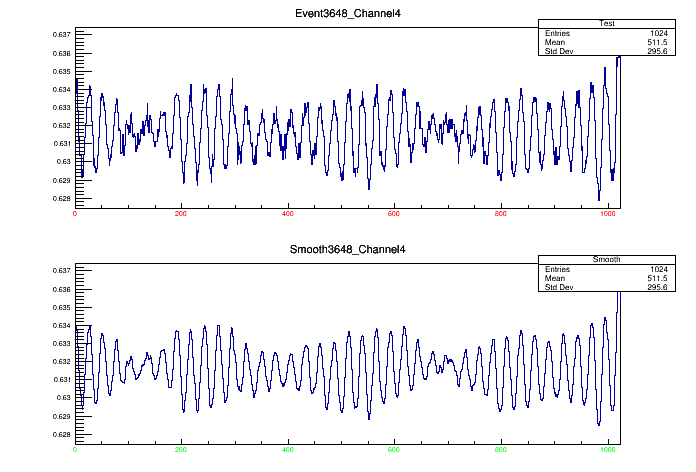 Event3648_Channel4
Test
Entries 1024
Mean 511.5
Std Dev 295.6
0.637
0.636
0.635
0.634
0.633
0.632
0.631
0.63
0.629
0.628
0 200 400 600 800 1000
Smooth3648_Channel4
Smooth
Entries 1024
Mean 511.5
Std Dev 295.6
0.637
0.636
0.635
0.634
0.633
0.632
0.631
0.63
0.629
0.628
0 200 400 600 800 1000